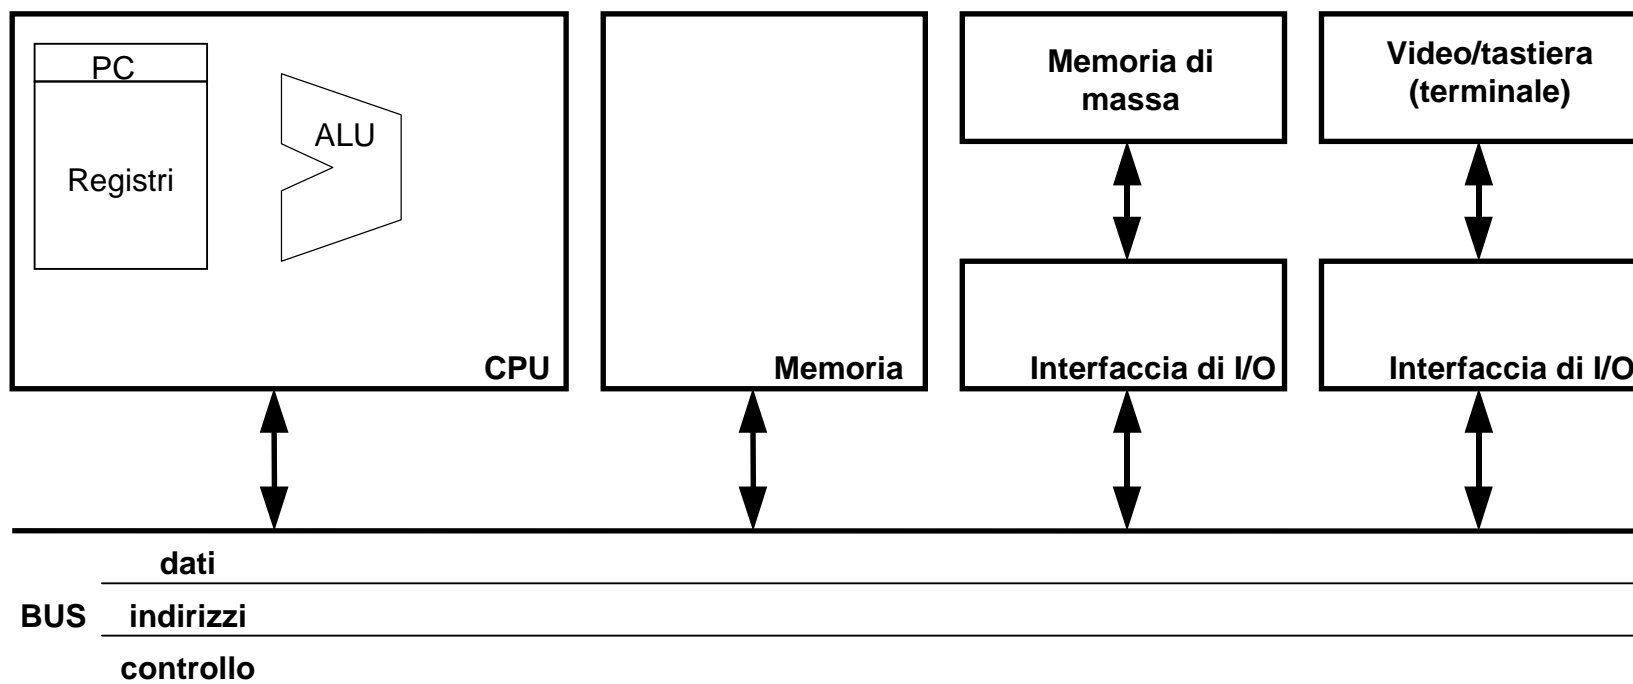 PC
Registri
ALU
CPU
Memoria
Memoria di
massa
Interfaccia di I/O
Video/tastiera
(terminale)
Interfaccia di I/O
dati
BUS indirizzi
controllo